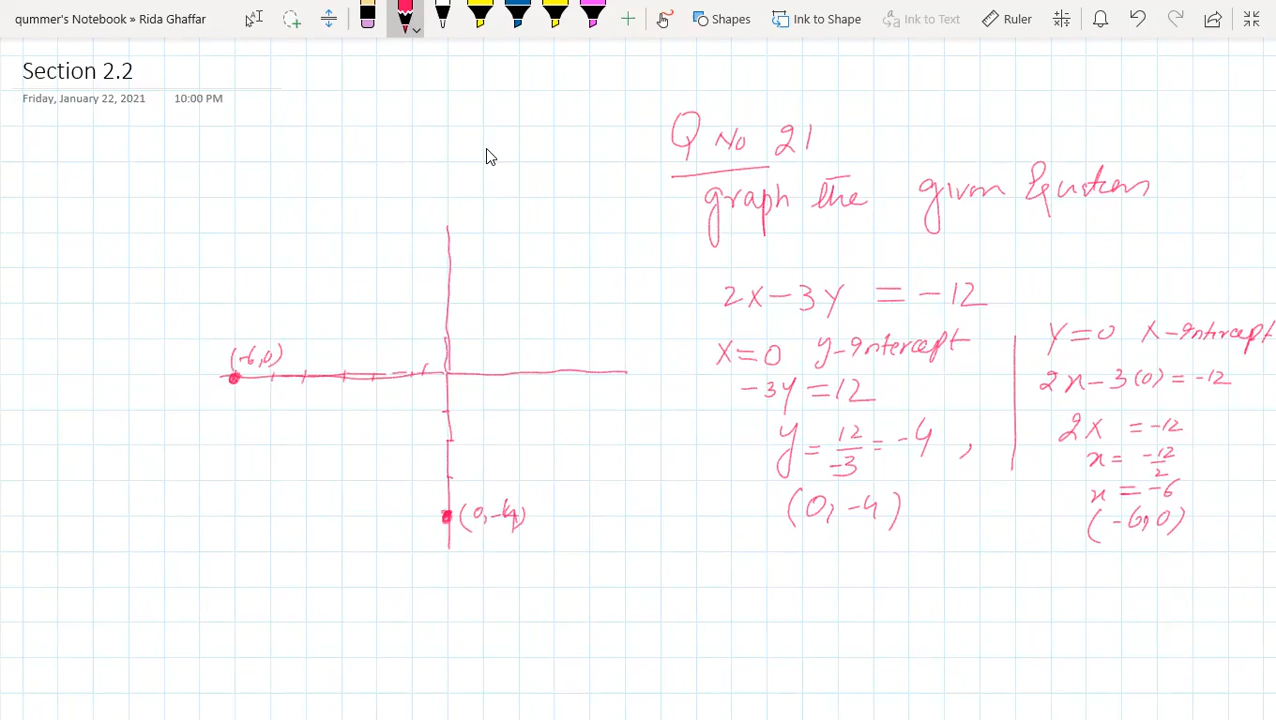 qummer's Notebook » Rida Ghaffar
Shapes
Ink to Shape
Ink to Text
Ruler
Section 2.2
Friday, January 22, 2021 10:00 PM
Q No 21
graph the given Equation
2x-3y = -12
x=0 y-intercept
-3y =12
y = 12/-3 = -4 ,
(0, -4)
y=0 x-intercept
2x-3(0) = -12
2x = -12
x = -12/2
x = -6
(-6,0)
(-6,0)
(0,-4)